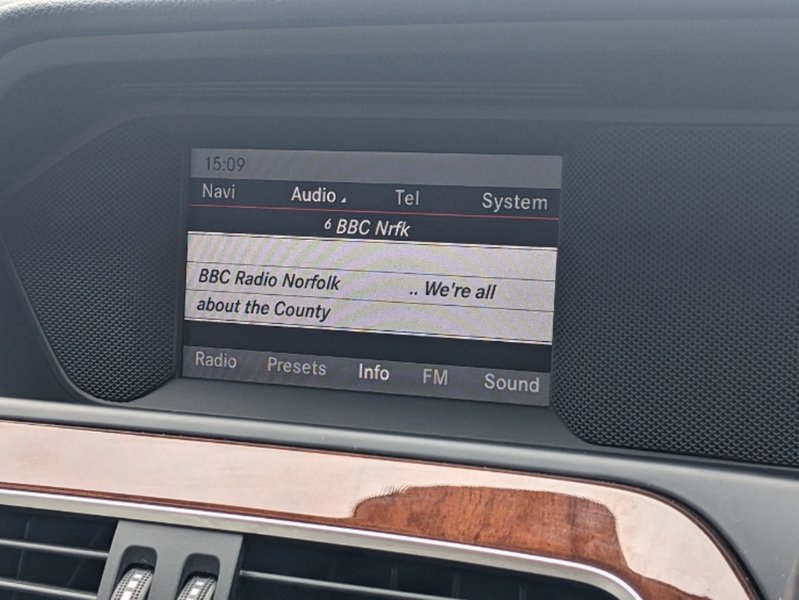 15:09
Navi Audio Tel System
6 BBC Nrfk
BBC Radio Norfolk .. We're all
about the County
Radio Presets Info FM Sound